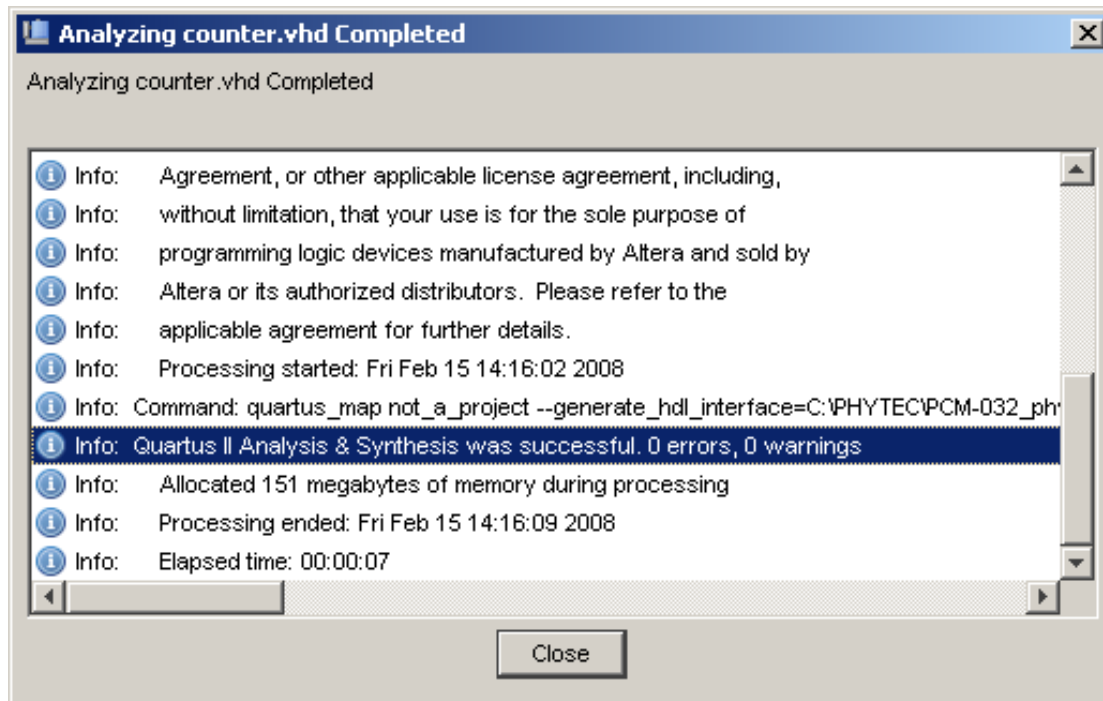 Analyzing counter.vhd Completed
Analyzing counter.vhd Completed
Info: Agreement, or other applicable license agreement, including,
Info: without limitation, that your use is for the sole purpose of
Info: programming logic devices manufactured by Altera and sold by
Info: Altera or its authorized distributors. Please refer to the
Info: applicable agreement for further details.
Info: Processing started: Fri Feb 15 14:16:02 2008
Info: Command: quartus_map not_a_project --generate_hdl_interface=C:\PHYTEC\PCM-032_ph
Info: Quartus II Analysis & Synthesis was successful. 0 errors, 0 warnings
Info: Allocated 151 megabytes of memory during processing
Info: Processing ended: Fri Feb 15 14:16:09 2008
Info: Elapsed time: 00:00:07
Close